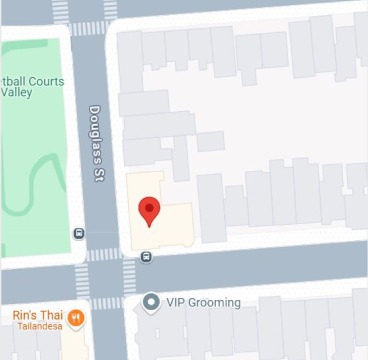 tball Courts
Valley
Douglass St
VIP Grooming
Rin's Thai
Tailandesa